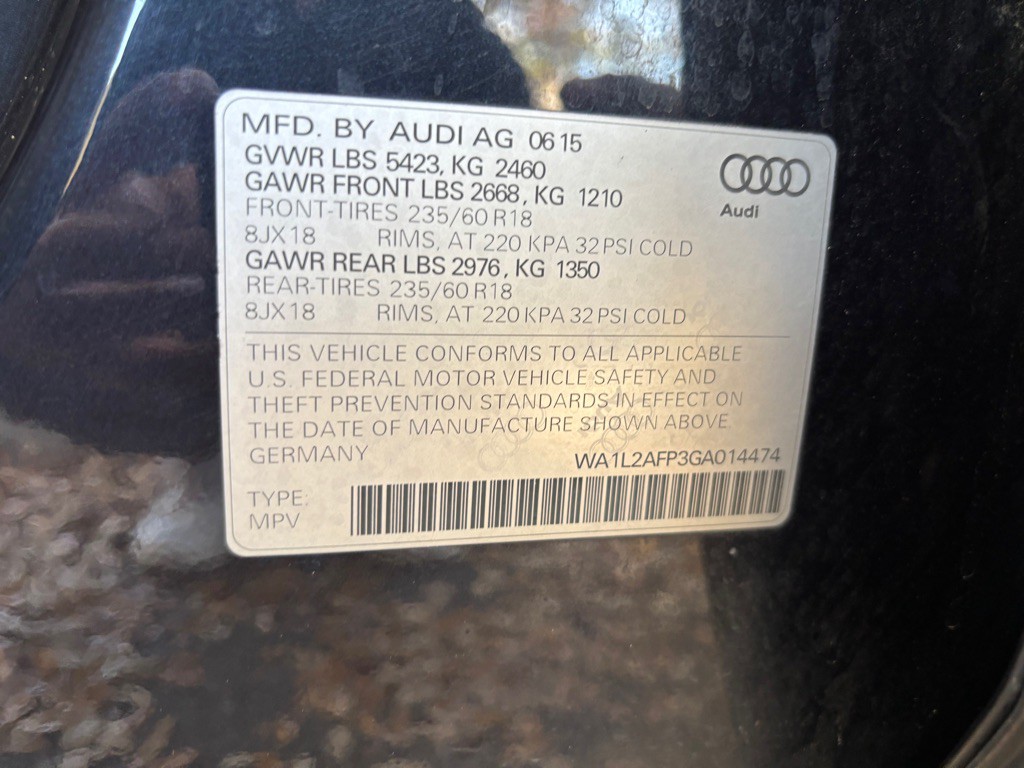 MFD. BY AUDI AG 06 15
GVWR LBS 5423, KG 2460
GAWR FRONT LBS 2668, KG 1210
FRONT-TIRES 235/60 R18
8JX18 RIMS, AT 220 KPA 32 PSI COLD
GAWR REAR LBS 2976, KG 1350
REAR-TIRES 235/60 R18
8JX18 RIMS, AT 220 KPA 32 PSI COLD
Audi
THIS VEHICLE CONFORMS TO ALL APPLICABLE
U.S. FEDERAL MOTOR VEHICLE SAFETY AND
THEFT PREVENTION STANDARDS IN EFFECT ON
THE DATE OF MANUFACTURE SHOWN ABOVE.
GERMANY
WA1L2AFP3GA014474
TYPE:
MPV